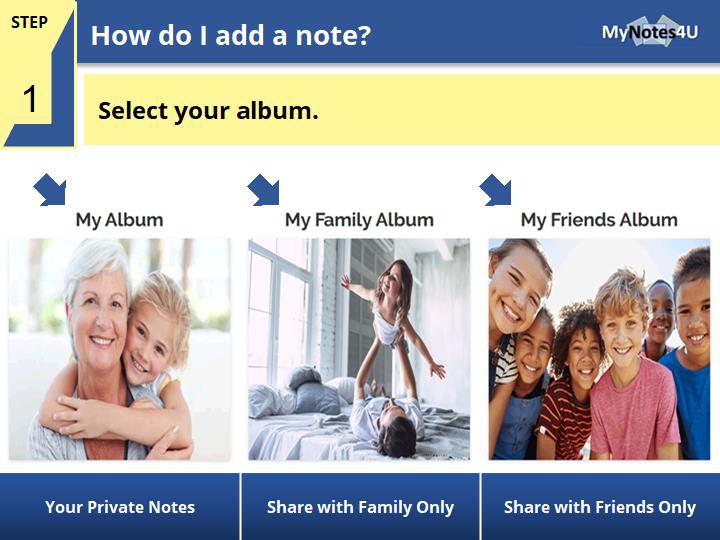 STEP
1
How do I add a note?
MyNotes4U
Select your album.
My Album
My Family Album
My Friends Album
Your Private Notes
Share with Family Only
Share with Friends Only